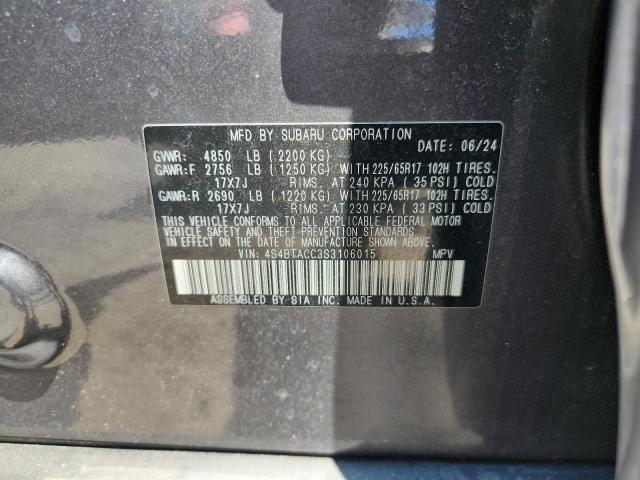 MFD BY SUBARU CORPORATION
DATE: 06/24
GVWR: 4850 LB (2200 KG)
GAWR:F 2756 LB (1250 KG) WITH 225/65R17 102H TIRES.
17X7J RIMS. AT 240 KPA (35 PSI) COLD
GAWR:R 2690 LB (1220 KG) WITH 225/65R17 102H TIRES.
17X7J RIMS. AT 230 KPA (33 PSI) COLD
THIS VEHICLE CONFORMS TO ALL APPLICABLE FEDERAL MOTOR
VEHICLE SAFETY AND THEFT PREVENTION STANDARDS
IN EFFECT ON THE DATE OF MANUFACTURE SHOWN ABOVE.
VIN: 4S4BTACC3S3106015 MPV
ASSEMBLED BY SIA, INC. MADE IN U.S.A.